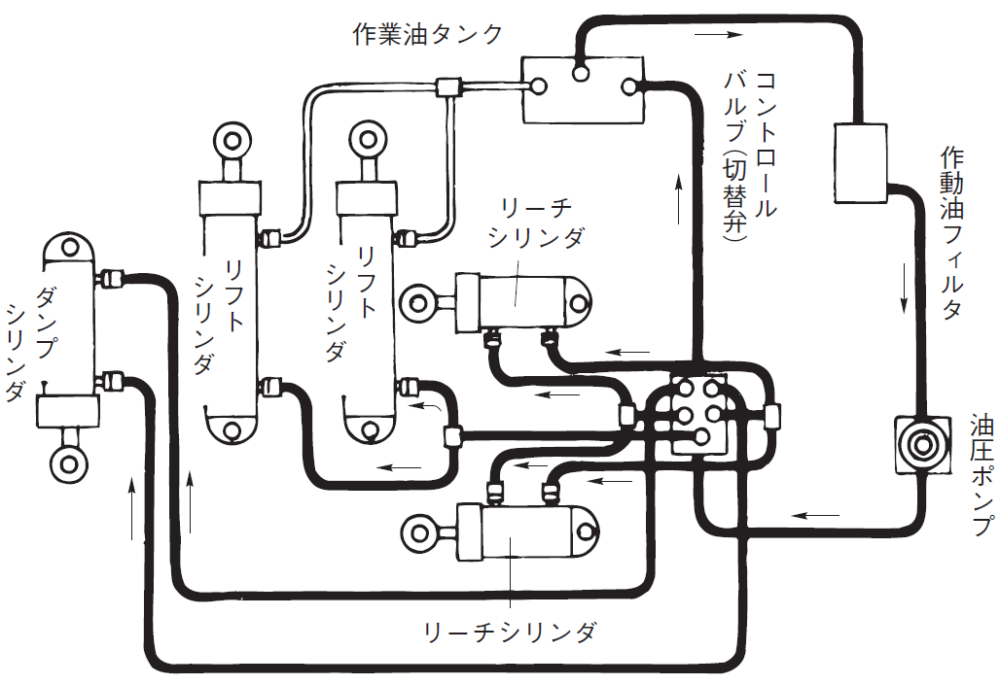 作業油タンク
コントロール
バルブ(切替弁)
作動油フィルタ
リーチ
シリンダ
リフト
シリンダ
リフト
シリンダ
ダンプ
シリンダ
油圧ポンプ
リーチシリンダ